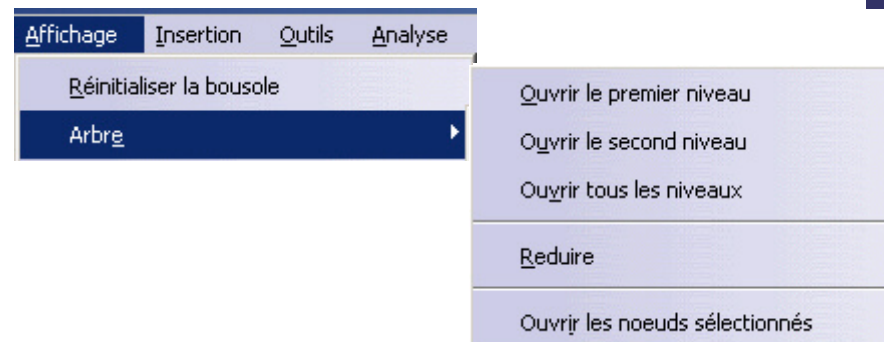 Affichage Insertion Outils Analyse
Réinitialiser la bousole
Arbre
Ouvrir le premier niveau
Ouvrir le second niveau
Ouvrir tous les niveaux
Reduire
Ouvrir les noeuds sélectionnés